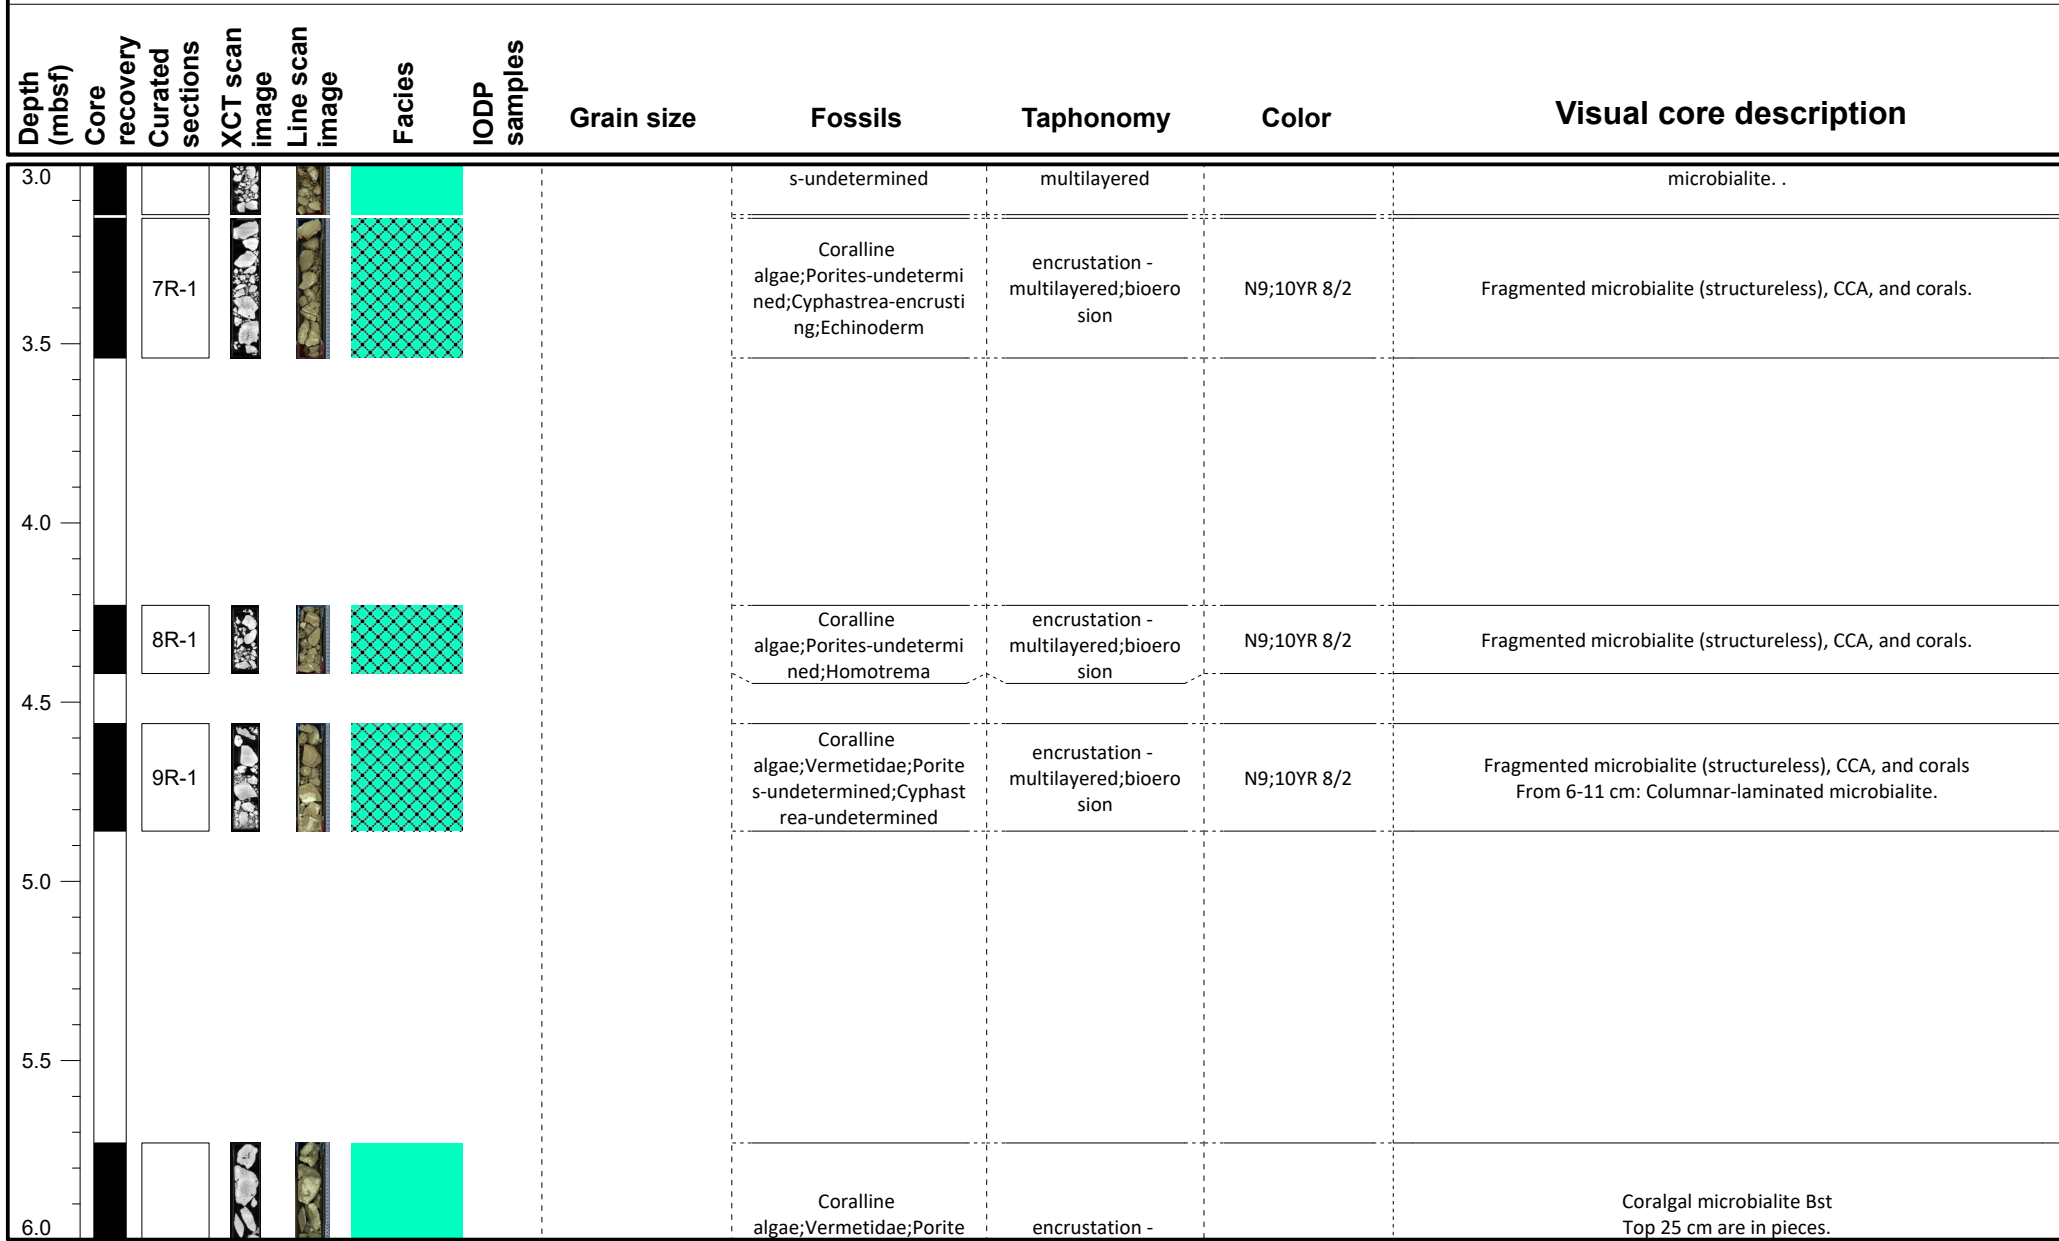 Depth
(mbsf)
Core
recovery
Curated
sections
XCT scan
image
Line scan
image
Facies
IODP
samples
Grain size
Fossils
Taphonomy
Color
Visual core description
3.0
s-undetermined
multilayered
microbialite. .
7R-1
Coralline
algae;Porites-undetermi
ned;Cyphastrea-encrusti
ng;Echinoderm
encrustation -
multilayered;bioero
sion
N9;10YR 8/2
Fragmented microbialite (structureless), CCA, and corals.
3.5
4.0
8R-1
Coralline
algae;Porites-undetermi
ned;Homotrema
encrustation -
multilayered;bioero
sion
N9;10YR 8/2
Fragmented microbialite (structureless), CCA, and corals.
4.5
9R-1
Coralline
algae;Vermetidae;Porite
s-undetermined;Cyphast
rea-undetermined
encrustation -
multilayered;bioero
sion
N9;10YR 8/2
Fragmented microbialite (structureless), CCA, and corals
From 6-11 cm: Columnar-laminated microbialite.
5.0
5.5
6.0
Coralline
algae;Vermetidae;Porite
encrustation -
Coralgal microbialite Bst
Top 25 cm are in pieces.